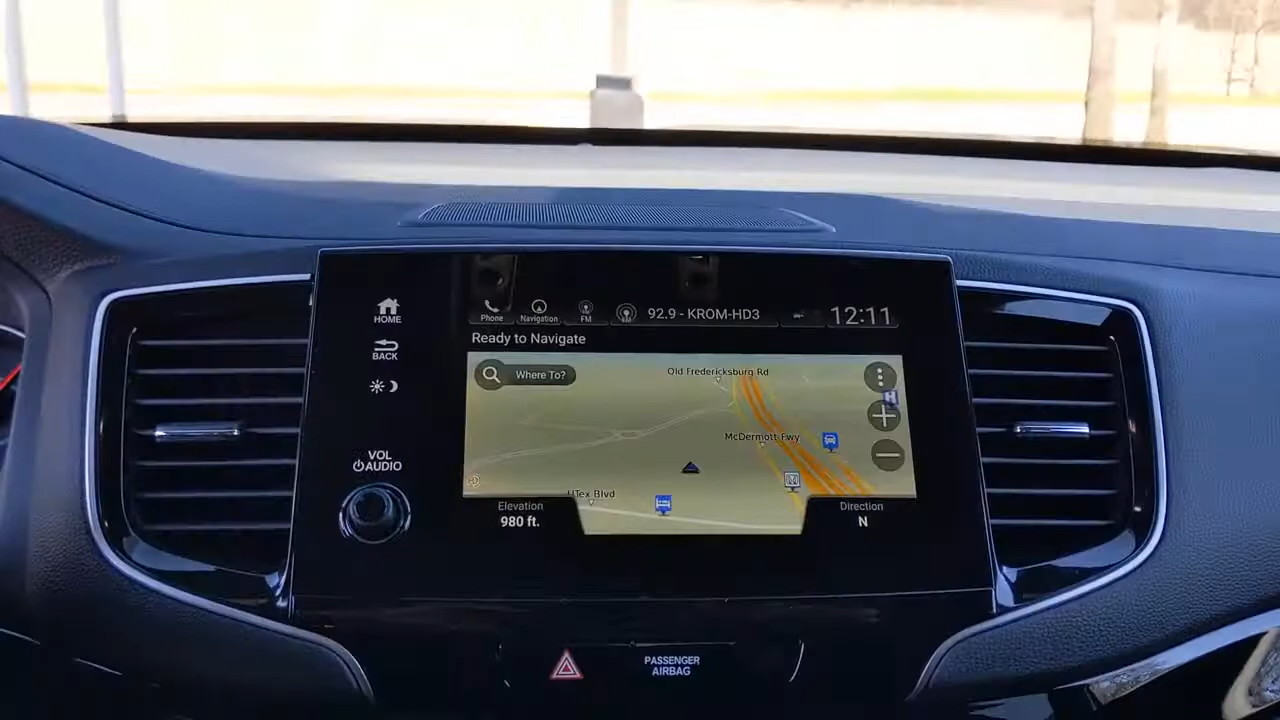 HOME
BACK
VOL
AUDIO
Phone
Navigation
FM
92.9 - KROM-HD3
12:11
Ready to Navigate
Where To?
Old Fredericksburg Rd
H
McDermott Fwy
UTex Blvd
Elevation
980 ft.
Direction
N
PASSENGER
AIRBAG